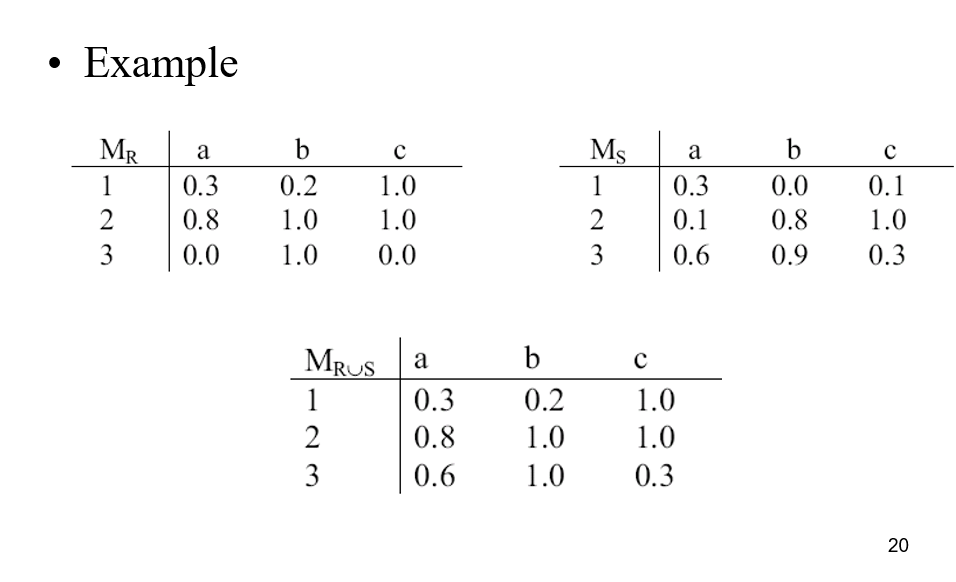 • Example
M_R a b c
1 0.3 0.2 1.0
2 0.8 1.0 1.0
3 0.0 1.0 0.0
M_S a b c
1 0.3 0.0 0.1
2 0.1 0.8 1.0
3 0.6 0.9 0.3
M_R∪S a b c
1 0.3 0.2 1.0
2 0.8 1.0 1.0
3 0.6 1.0 0.3
20